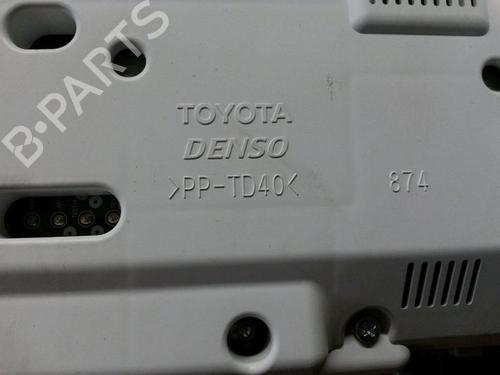 B-PARTS
TOYOTA
DENSO
>PP-TD40<
874